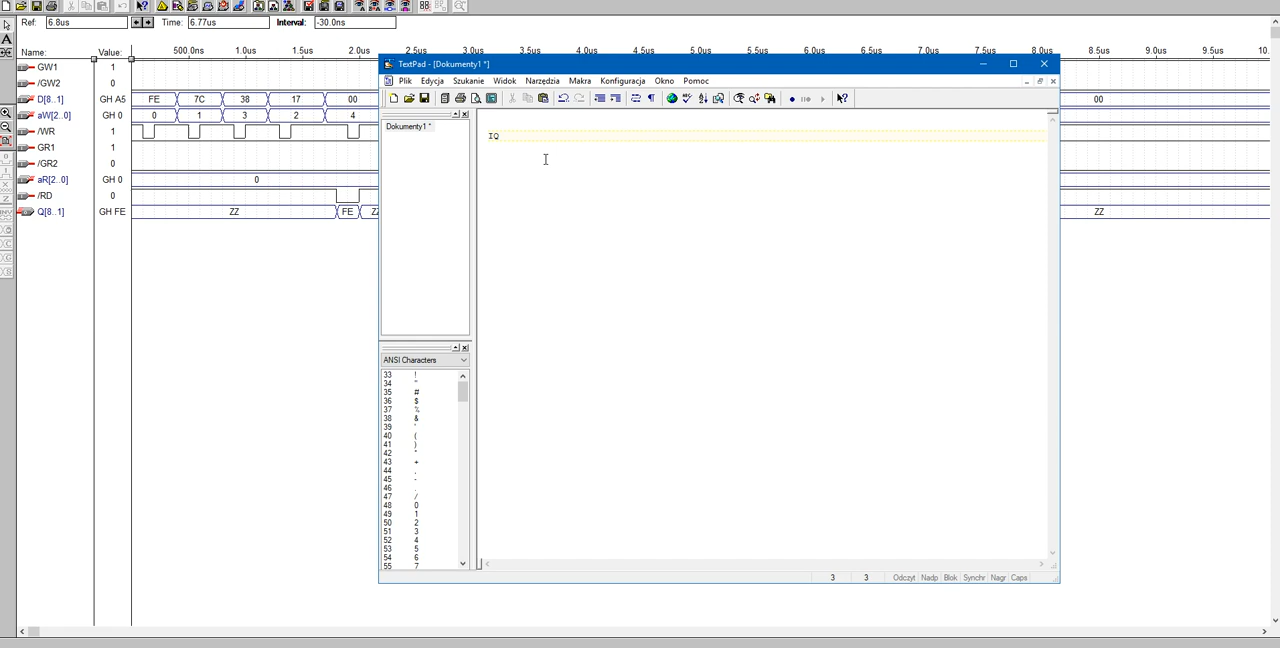 Ref: 6.8us Time: 6.77us Interval: -30.0ns
Name: Value: 500.0ns 1.0us 1.5us 2.0us 2.5us 3.0us 3.5us 4.0us 4.5us 5.0us 5.5us 6.0us 6.5us 7.0us 7.5us 8.0us 8.5us 9.0us 9.5us 10.
GW1 1
/GW2 0
D[8..1] GH A5 FE 7C 38 17 00 00
aW[2..0] GH 0 0 1 3 2 4
/WR 1
GR1 1
/GR2 0
aR[2..0] GH 0 0
/RD 0
Q[8..1] GH FE ZZ FE ZZ ZZ
TextPad - [Dokumenty1 *]
Plik Edycja Szukanie Widok Narzędzia Makra Konfiguracja Okno Pomoc
Dokumenty1 *
IQ
ANSI Characters
33 !
34 "
35 #
36 $
37 %
38 &
39 '
40 (
41 )
42 *
43 +
44 ,
45 -
46 .
47 /
48 0
49 1
50 2
51 3
52 4
53 5
54 6
55 7
3 3 Odczyt Nadp Blok Synchr Nagr Caps